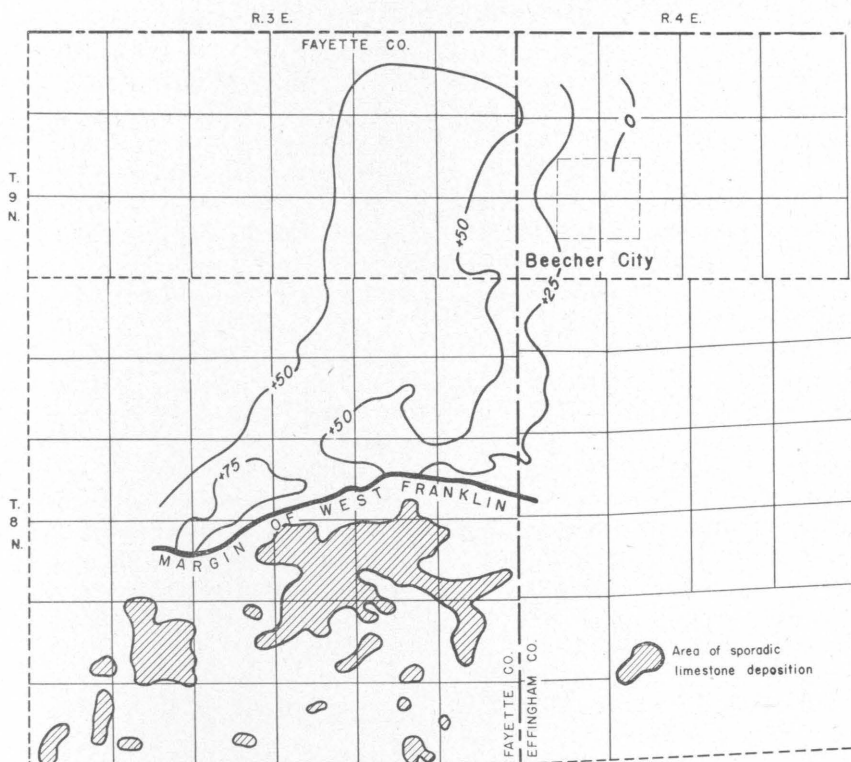 R.3 E.
R.4 E.
FAYETTE CO.
T.
9
N.
0
+50
Beecher City
+25
+50
+50
+75
T.
8
N.
MARGIN OF WEST FRANKLIN
FAYETTE CO.
EFFINGHAM CO.
Area of sporadic
limestone deposition